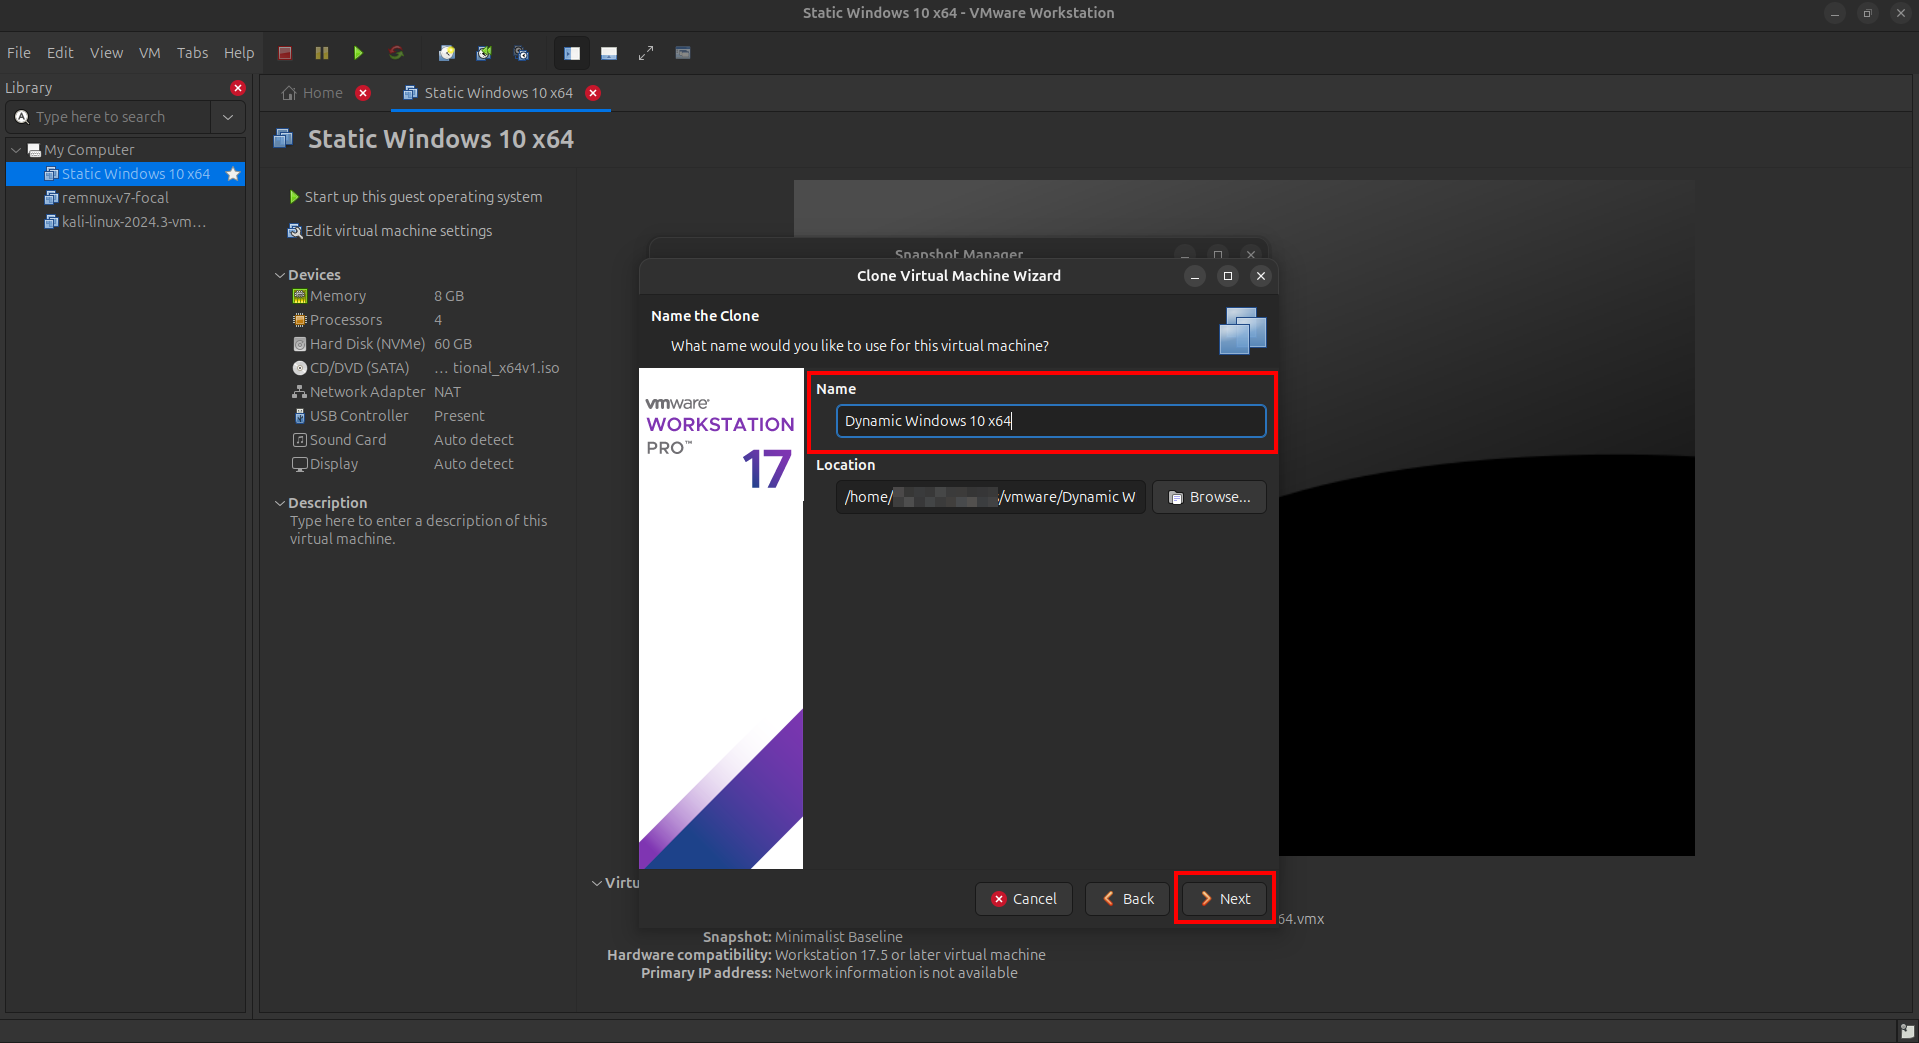 Static Windows 10 x64 - VMware Workstation
File Edit View VM Tabs Help
Library
Type here to search
My Computer
Static Windows 10 x64
remnux-v7-focal
kali-linux-2024.3-vm...
Home
Static Windows 10 x64
Static Windows 10 x64
Start up this guest operating system
Edit virtual machine settings
Devices
Memory 8 GB
Processors 4
Hard Disk (NVMe) 60 GB
CD/DVD (SATA) ... tional_x64v1.iso
Network Adapter NAT
USB Controller Present
Sound Card Auto detect
Display Auto detect
Description
Type here to enter a description of this
virtual machine.
Snapshot Manager
Clone Virtual Machine Wizard
Name the Clone
What name would you like to use for this virtual machine?
vmware
WORKSTATION
PRO™
17
Name
Dynamic Windows 10 x64
Location
/home/ /vmware/Dynamic W
Browse...
Cancel
Back
Next
Virtu
64.vmx
Snapshot: Minimalist Baseline
Hardware compatibility: Workstation 17.5 or later virtual machine
Primary IP address: Network information is not available